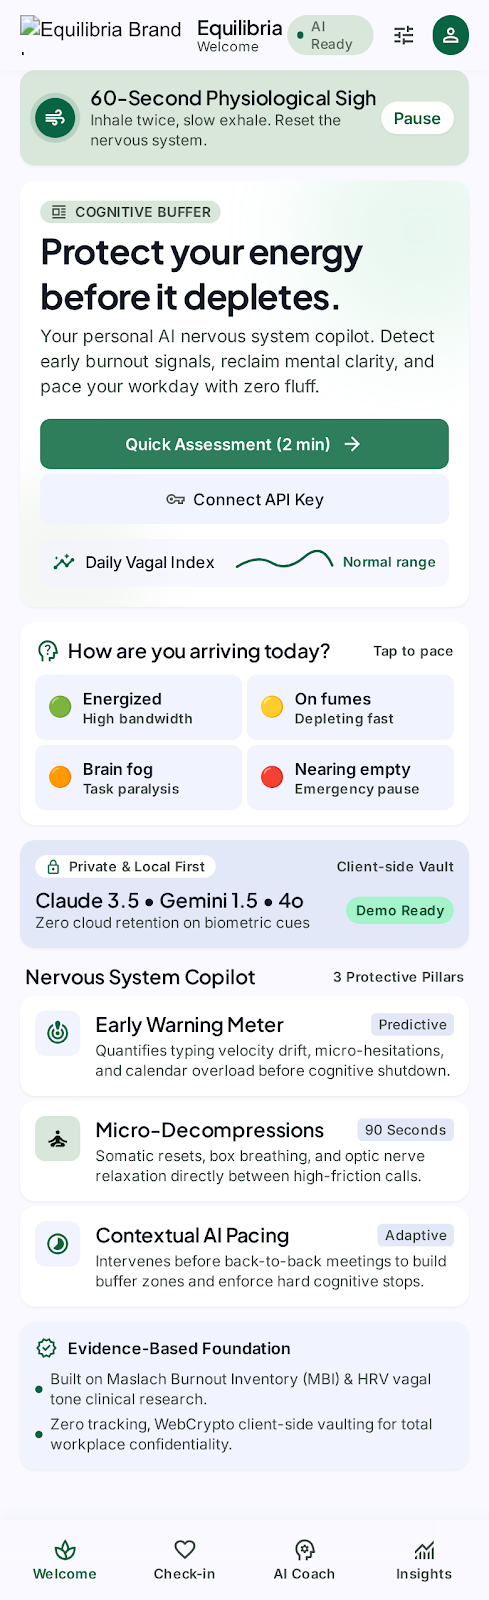 Equilibria Brand
Equilibria
Welcome
AI
Ready
60-Second Physiological Sigh
Inhale twice, slow exhale. Reset the
nervous system.
Pause
COGNITIVE BUFFER
Protect your energy
before it depletes.
Your personal AI nervous system copilot. Detect
early burnout signals, reclaim mental clarity, and
pace your workday with zero fluff.
Quick Assessment (2 min)
Connect API Key
Daily Vagal Index
Normal range
How are you arriving today?
Tap to pace
Energized
High bandwidth
On fumes
Depleting fast
Brain fog
Task paralysis
Nearing empty
Emergency pause
Private & Local First
Client-side Vault
Claude 3.5 • Gemini 1.5 • 4o
Zero cloud retention on biometric cues
Demo Ready
Nervous System Copilot
3 Protective Pillars
Early Warning Meter
Predictive
Quantifies typing velocity drift, micro-hesitations,
and calendar overload before cognitive shutdown.
Micro-Decompressions
90 Seconds
Somatic resets, box breathing, and optic nerve
relaxation directly between high-friction calls.
Contextual AI Pacing
Adaptive
Intervenes before back-to-back meetings to build
buffer zones and enforce hard cognitive stops.
Evidence-Based Foundation
• Built on Maslach Burnout Inventory (MBI) & HRV vagal
tone clinical research.
• Zero tracking, WebCrypto client-side vaulting for total
workplace confidentiality.
Welcome
Check-in
AI Coach
Insights